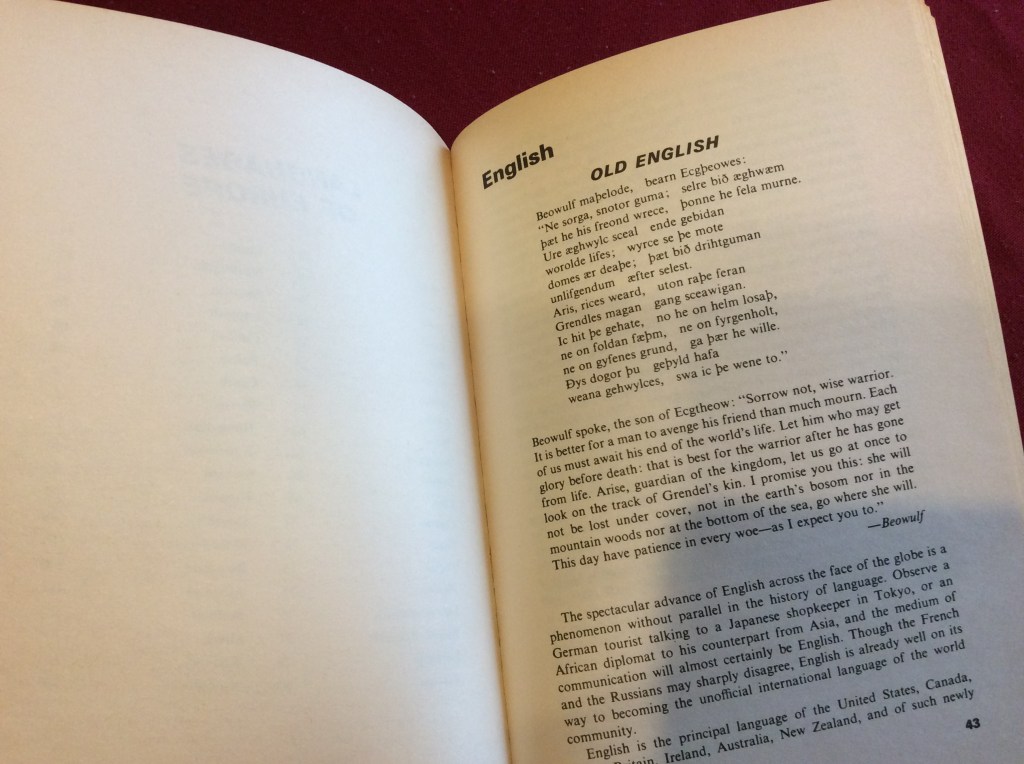 English
OLD ENGLISH
Beowulf maþelode, bearn Ecgþeowes:
"Ne sorga, snotor guma; selre bið æghwæm
þæt he his freond wrece, þonne he fela murne.
Ure æghwylc sceal ende gebidan
worolde lifes; wyrce se þe mote
domes ær deaþe; þæt bið drihtguman
unlifgendum æfter selest.
Aris, rices weard, uton raþe feran
Grendles magan gang sceawigan.
Ic hit þe gehate, no he on helm losaþ,
ne on foldan fæþm, ne on fyrgenholt,
ne on gyfenes grund, ga þær he wille.
Ðys dogor þu geþyld hafa
weana gehwylces, swa ic þe wene to."
Beowulf spoke, the son of Ecgtheow: "Sorrow not, wise warrior.
It is better for a man to avenge his friend than much mourn. Each
of us must await his end of the world's life. Let him who may get
glory before death: that is best for the warrior after he has gone
from life. Arise, guardian of the kingdom, let us go at once to
look on the track of Grendel's kin. I promise you this: she will
not be lost under cover, not in the earth's bosom nor in the
mountain woods nor at the bottom of the sea, go where she will.
This day have patience in every woe—as I expect you to."
—Beowulf
The spectacular advance of English across the face of the globe is a
phenomenon without parallel in the history of language. Observe a
German tourist talking to a Japanese shopkeeper in Tokyo, or an
African diplomat to his counterpart from Asia, and the medium of
communication will almost certainly be English. Though the French
and the Russians may sharply disagree, English is already well on its
way to becoming the unofficial international language of the world
community.
English is the principal language of the United States, Canada,
Britain, Ireland, Australia, New Zealand, and of such newly
43